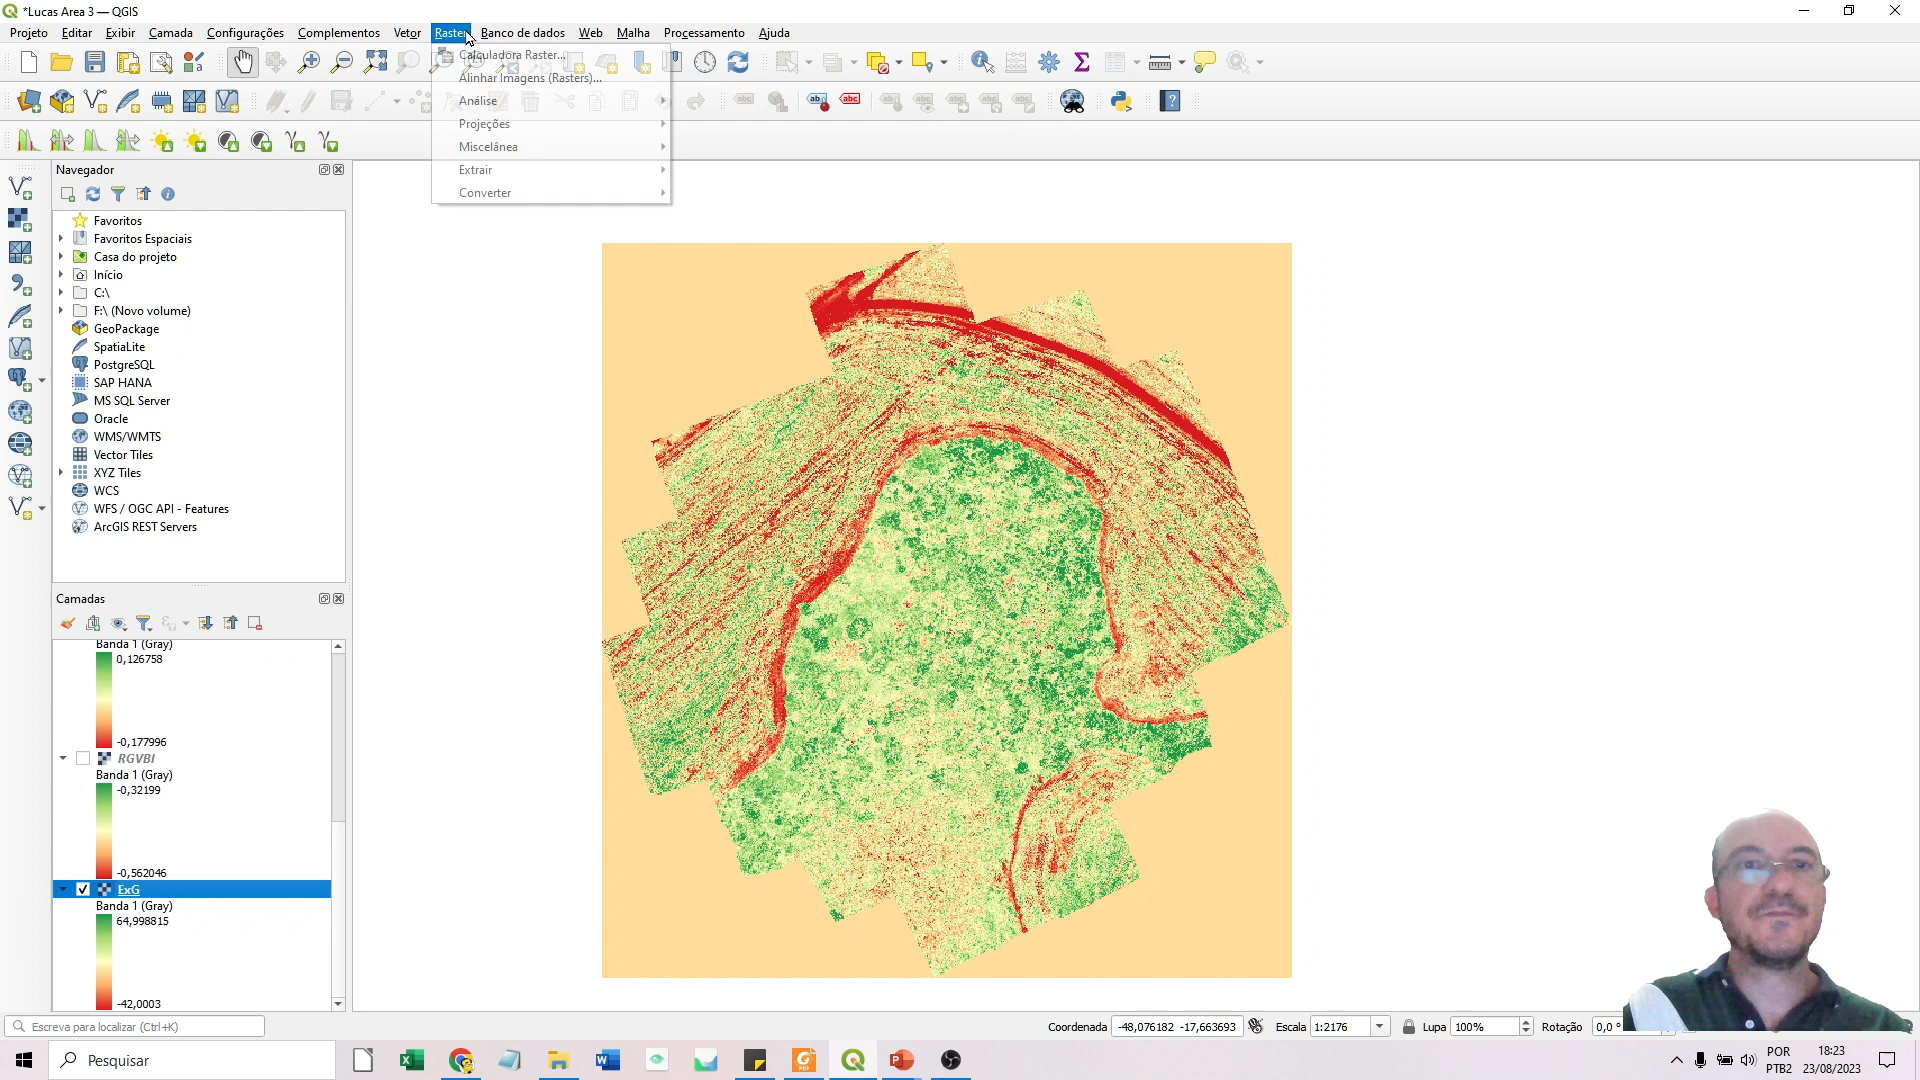 *Lucas Area 3 — QGIS
Projeto Editar Exibir Camada Configurações Complementos Vetor Raster Banco de dados Web Malha Processamento Ajuda
Calculadora Raster...
Alinhar Imagens (Rasters)...
Análise
Projeções
Miscelânea
Extrair
Converter
abc abc abc
Navegador
Favoritos
Favoritos Espaciais
Casa do projeto
Início
C:\
F:\ (Novo volume)
GeoPackage
SpatiaLite
PostgreSQL
SAP HANA
MS SQL Server
Oracle
WMS/WMTS
Vector Tiles
XYZ Tiles
WCS
WFS / OGC API - Features
ArcGIS REST Servers
Camadas
Banda 1 (Gray)
0,126758
-0,177996
RGVBI
Banda 1 (Gray)
-0,32199
-0,562046
ExG
Banda 1 (Gray)
64,998815
-42,0003
Escreva para localizar (Ctrl+K)
Coordenada -48,076182 -17,663693 Escala 1:2176 Lupa 100% Rotação 0,0 °
Pesquisar
POR
PTB2
18:23
23/08/2023